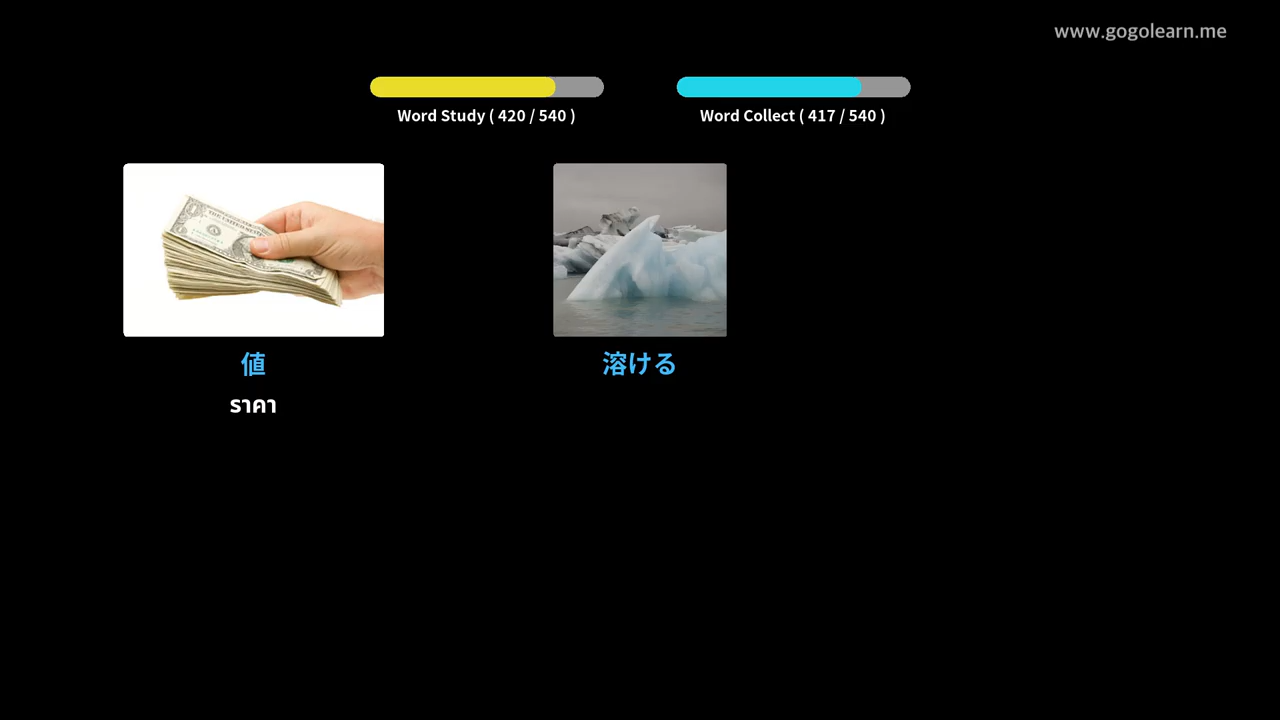 www.gogolearn.me
Word Study ( 420 / 540 )
Word Collect ( 417 / 540 )
値
溶ける
ราคา